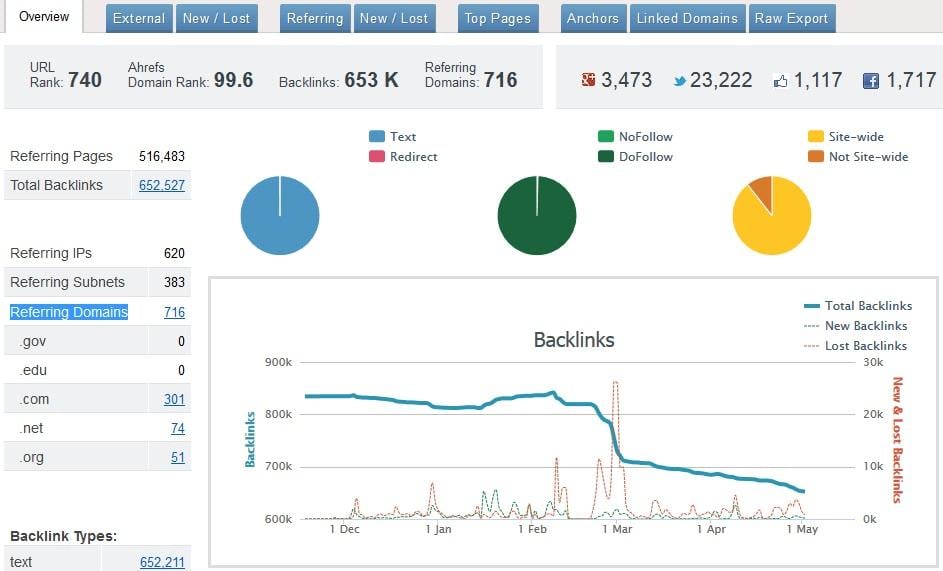 Overview
External
New / Lost
Referring
New / Lost
Top Pages
Anchors
Linked Domains
Raw Export
URL Rank: 740
Ahrefs Domain Rank: 99.6
Backlinks: 653 K
Referring Domains: 716
3,473
23,222
1,117
1,717
Text
Redirect
NoFollow
DoFollow
Site-wide
Not Site-wide
Referring Pages 516,483
Total Backlinks 652,527
Referring IPs 620
Referring Subnets 383
Referring Domains 716
.gov 0
.edu 0
.com 301
.net 74
.org 51
Backlink Types:
text 652,211
Total Backlinks
New Backlinks
Lost Backlinks
Backlinks
900k 30k
800k 20k
700k 10k
600k 0k
Backlinks
New & Lost Backlinks
1 Dec 1 Jan 1 Feb 1 Mar 1 Apr 1 May